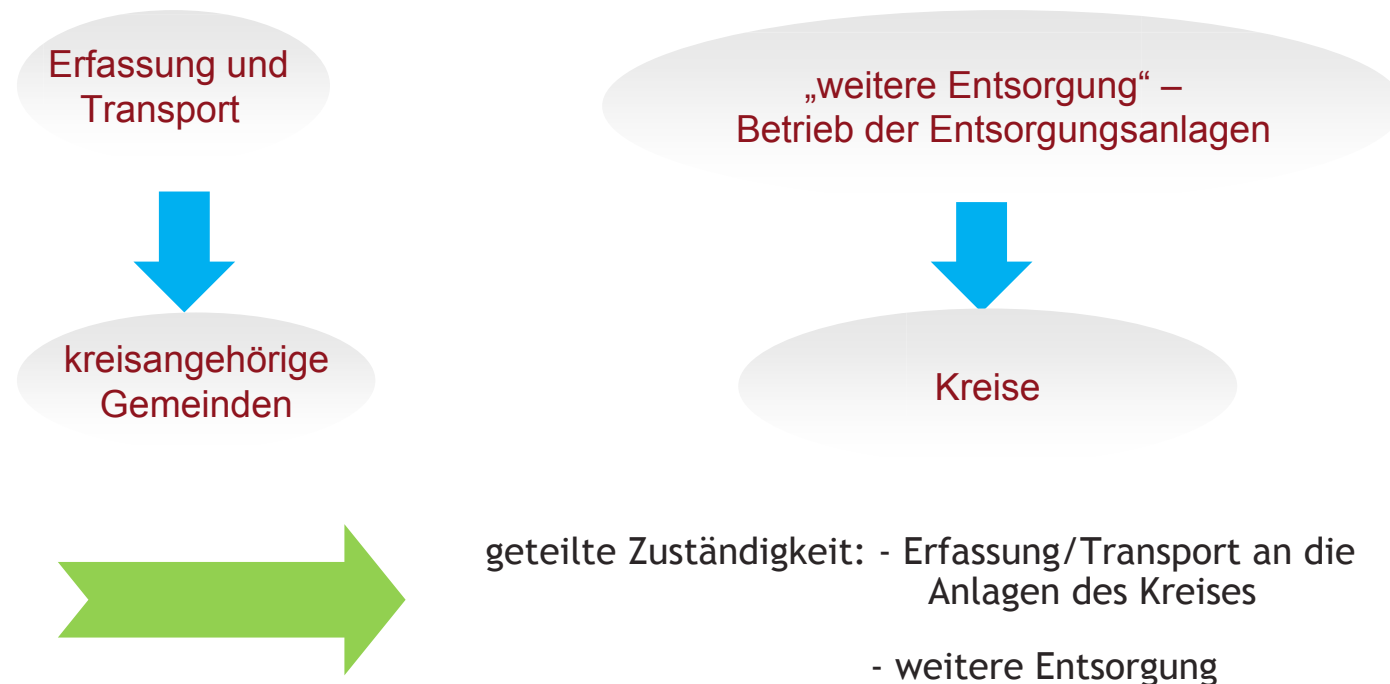 Erfassung und
Transport
„weitere Entsorgung“ –
Betrieb der Entsorgungsanlagen
kreisangehörige
Gemeinden
Kreise
geteilte Zuständigkeit: - Erfassung/Transport an die
Anlagen des Kreises
- weitere Entsorgung